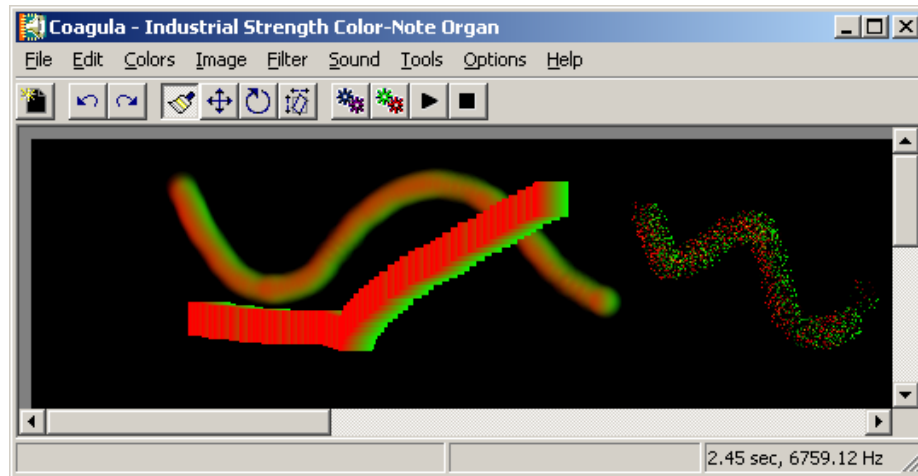 Coagula - Industrial Strength Color-Note Organ
File Edit Colors Image Filter Sound Tools Options Help
2.45 sec, 6759.12 Hz